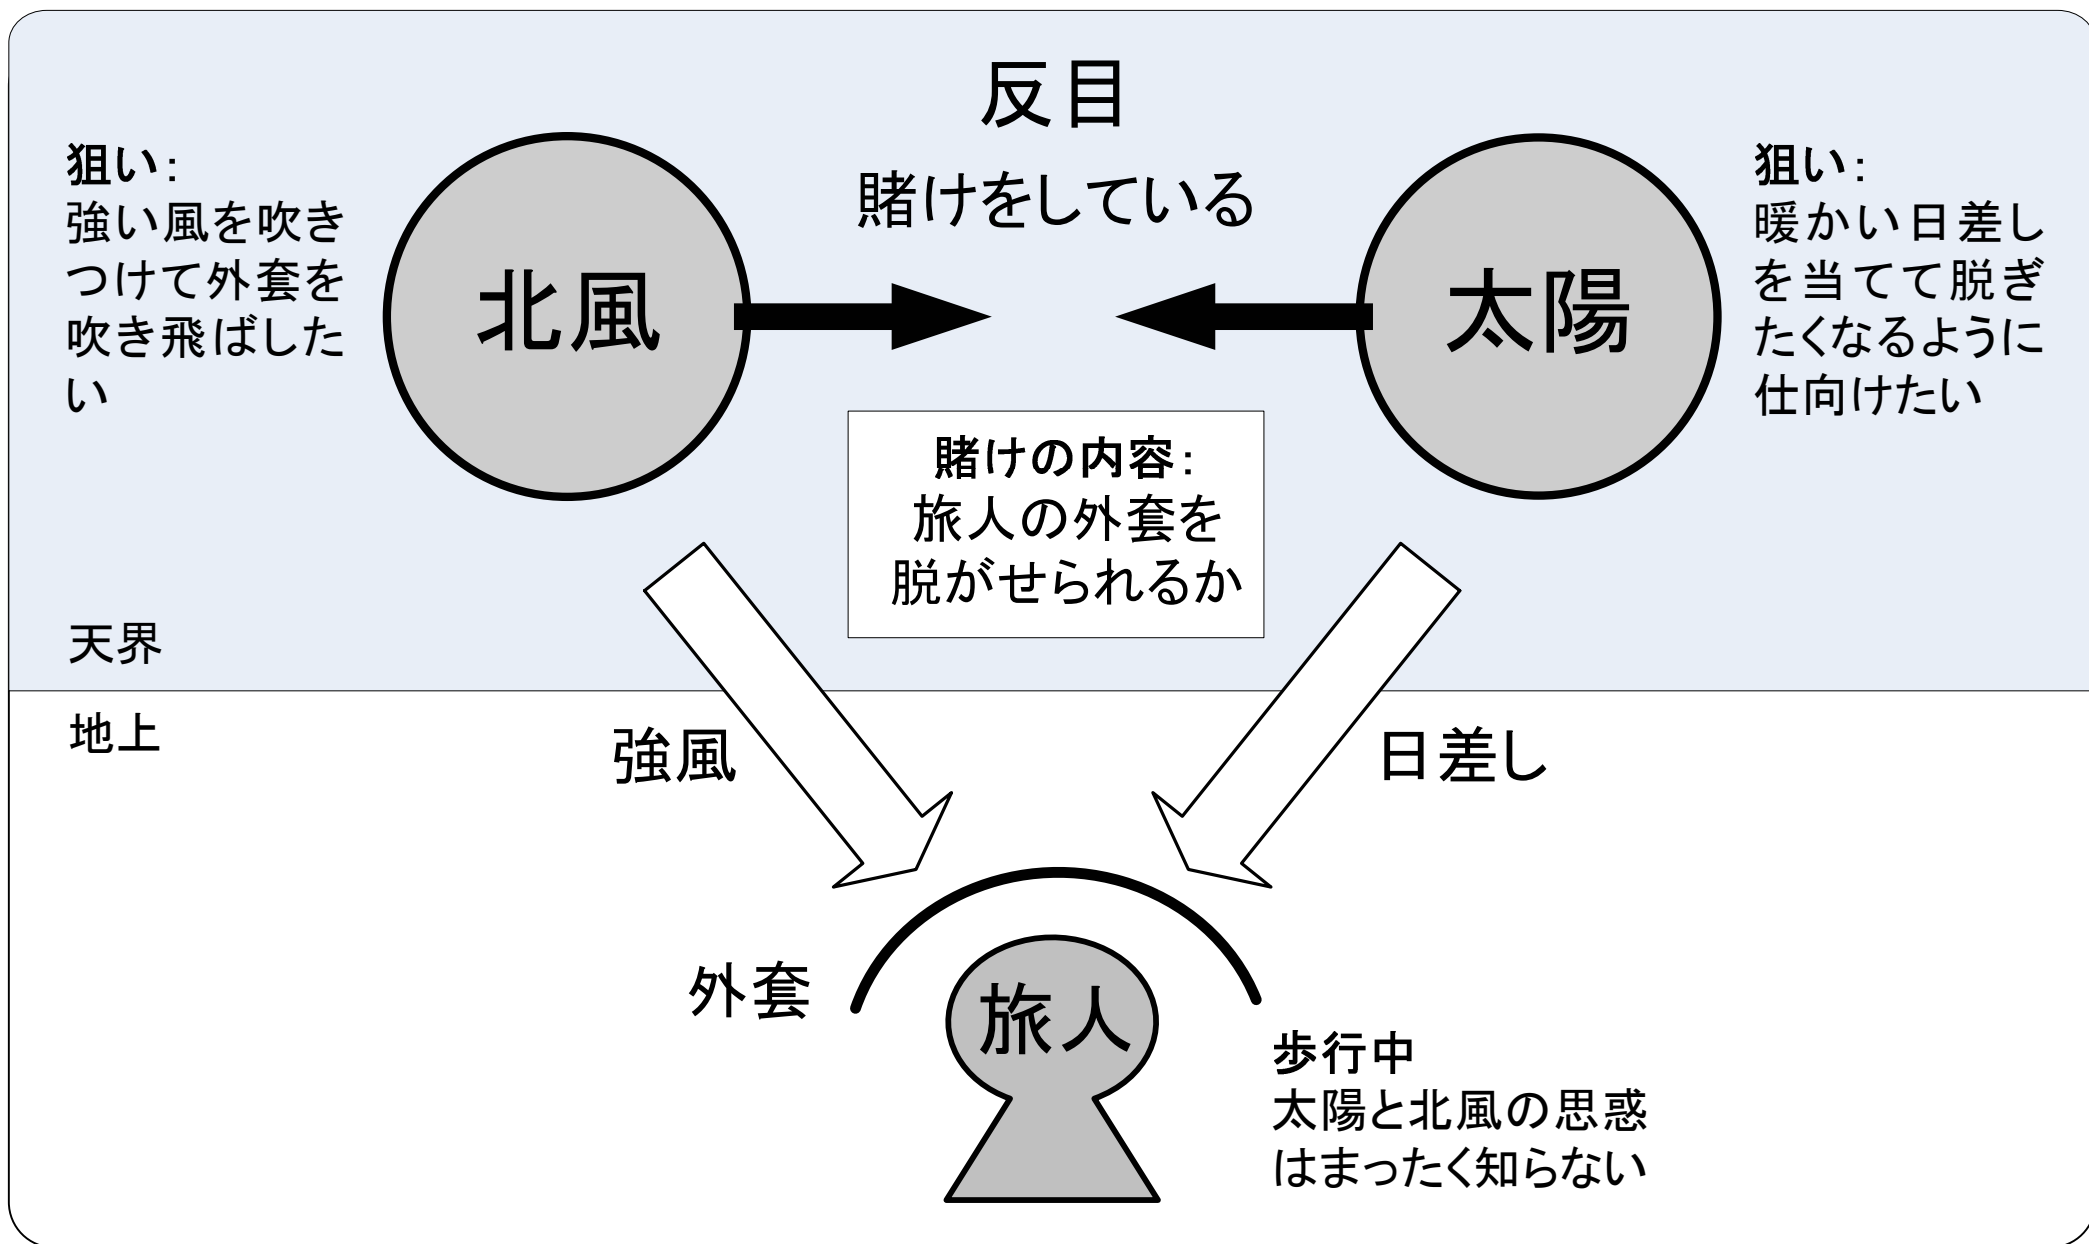 反目
賭けをしている
狙い：
強い風を吹き
つけて外套を
吹き飛ばした
い
北風
太陽
狙い：
暖かい日差し
を当てて脱ぎ
たくなるように
仕向けたい
賭けの内容：
旅人の外套を
脱がせられるか
天界
地上
強風
日差し
外套
旅人
歩行中
太陽と北風の思惑
はまったく知らない